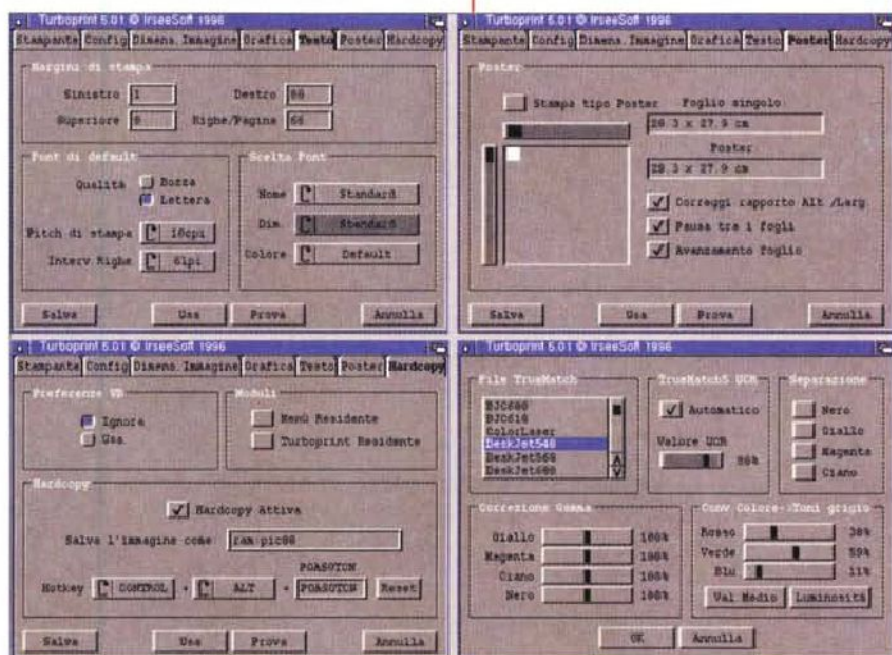 Turboprint 5.01 © IrseeSoft 1996
Stampante Config Dimens. Immagine Grafica Testo Poster Hardcopy
Margini di stampa
Sinistro 1 Destro 80
Superiore 0 Righe/Pagina 66
Font di default
Qualità Bozza
Lettera
Pitch di stampa 10cpi
Interv.Righe 6lpi
Scelta Font
Nome Standard
Dim. Standard
Colore Default
Salva Usa Prova Annulla
Turboprint 5.01 © IrseeSoft 1996
Stampante Config Dimens. Immagine Grafica Testo Poster Hardcopy
Poster
Stampa tipo Poster Foglio singolo
20.3 x 27.9 cm
Poster
20.3 x 27.9 cm
Correggi rapporto Alt./Larg.
Pausa tra i fogli
Avanzamento foglio
Salva Usa Prova Annulla
Turboprint 5.01 © IrseeSoft 1996
Stampante Config Dimens. Immagine Grafica Testo Poster Hardcopy
Preferenze WB
Ignora
Usa
Moduli
Menù Residente
Turboprint Residente
Hardcopy
Hardcopy Attiva
Salva l'immagine come ram:pic00
Hotkey CONTROL + ALT + Reset
Salva Usa Prova Annulla
Turboprint 5.01 © IrseeSoft 1996
File TrueMatch
BJC600
BJC610
ColorLaser
DeskJet540
DeskJet560
DeskJet600
TrueMatch5 UCR
Automatico
Valore UCR
Separazione
Nero
Giallo
Magenta
Ciano
Correzione Gamma
Giallo 100%
Magenta 100%
Ciano 100%
Nero 100%
Conv Colore->Toni grigio
Rosso 30%
Verde 59%
Blu 11%
Val Medio Luminosità
OK Annulla